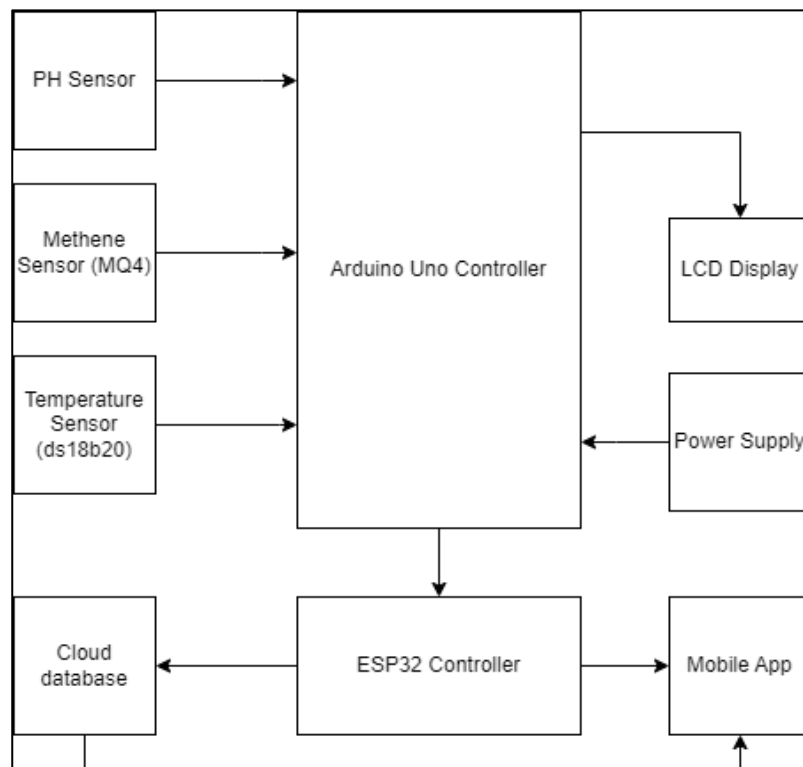 PH Sensor
Methene
Sensor (MQ4)
Temperature
Sensor
(ds18b20)
Arduino Uno Controller
LCD Display
Power Supply
Cloud
database
ESP32 Controller
Mobile App